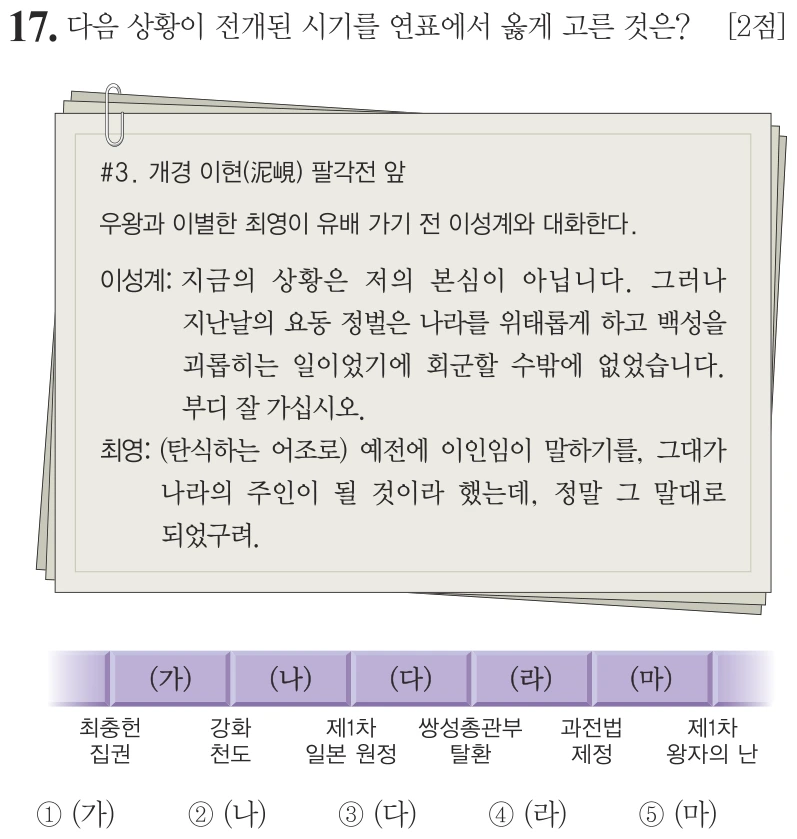 17. 다음 상황이 전개된 시기를 연표에서 옳게 고른 것은? [2점]
#3. 개경 이현(泥峴) 팔각전 앞
우왕과 이별한 최영이 유배 가기 전 이성계와 대화한다.
이성계: 지금의 상황은 저의 본심이 아닙니다. 그러나
지난날의 요동 정벌은 나라를 위태롭게 하고 백성을
괴롭히는 일이었기에 회군할 수밖에 없었습니다.
부디 잘 가십시오.
최영: (탄식하는 어조로) 예전에 이인임이 말하기를, 그대가
나라의 주인이 될 것이라 했는데, 정말 그 말대로
되었구려.
(가) (나) (다) (라) (마)
최충헌 강화 제1차 쌍성총관부 과전법 제1차
집권 천도 일본 원정 탈환 제정 왕자의 난
① (가) ② (나) ③ (다) ④ (라) ⑤ (마)